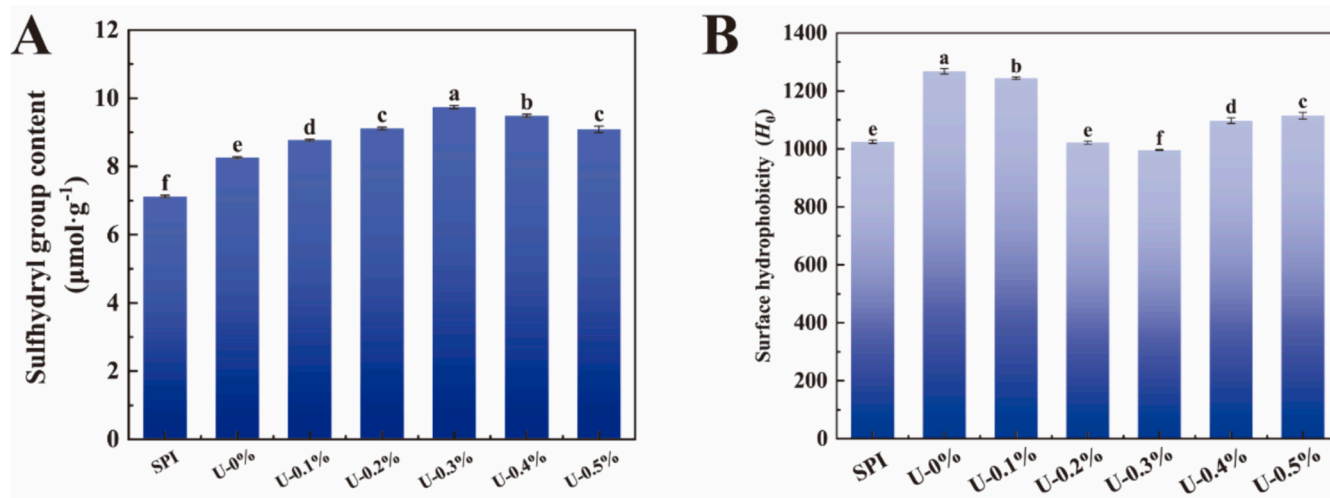 A
Sulfhydryl group content
(μmol·g⁻¹)
12
10
8
6
4
2
0
f
e
d
c
a
b
c
SPI
U-0%
U-0.1%
U-0.2%
U-0.3%
U-0.4%
U-0.5%
B
Surface hydrophobicity (H₀)
1400
1200
1000
800
600
400
200
0
e
a
b
e
f
d
c
SPI
U-0%
U-0.1%
U-0.2%
U-0.3%
U-0.4%
U-0.5%